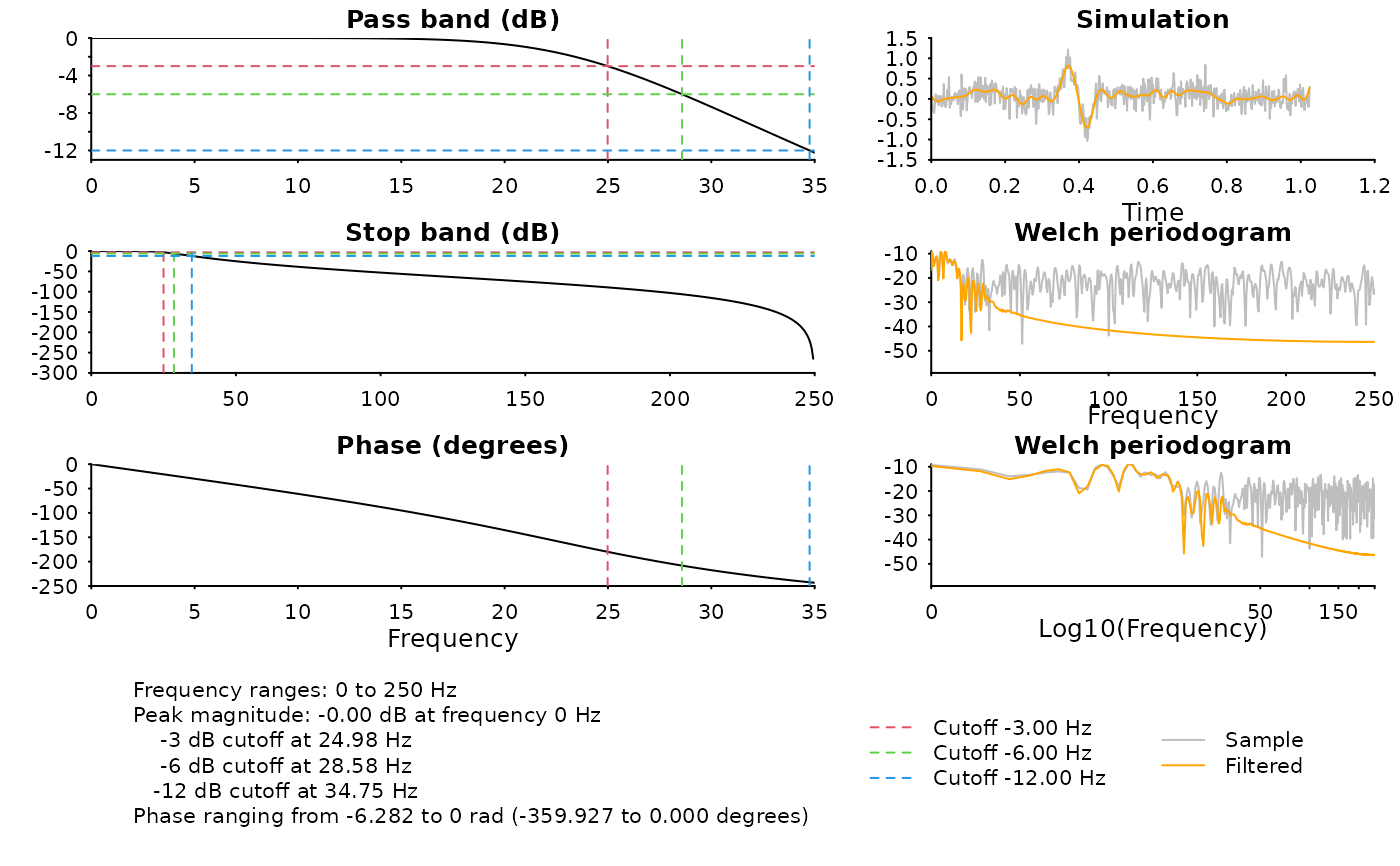 Pass band (dB)
0
-4
-8
-12
0 5 10 15 20 25 30 35
Simulation
1.5
1.0
0.5
0.0
-0.5
-1.0
-1.5
0.0 0.2 0.4 0.6 0.8 1.0 1.2
Time
Stop band (dB)
0
-50
-100
-150
-200
-250
-300
0 50 100 150 200 250
Welch periodogram
-10
-20
-30
-40
-50
0 50 100 150 200 250
Frequency
Phase (degrees)
0
-50
-100
-150
-200
-250
0 5 10 15 20 25 30 35
Frequency
Welch periodogram
-10
-20
-30
-40
-50
0 50 150
Log10(Frequency)
Frequency ranges: 0 to 250 Hz
Peak magnitude: -0.00 dB at frequency 0 Hz
-3 dB cutoff at 24.98 Hz
-6 dB cutoff at 28.58 Hz
-12 dB cutoff at 34.75 Hz
Phase ranging from -6.282 to 0 rad (-359.927 to 0.000 degrees)
Cutoff -3.00 Hz
Cutoff -6.00 Hz
Cutoff -12.00 Hz
Sample
Filtered